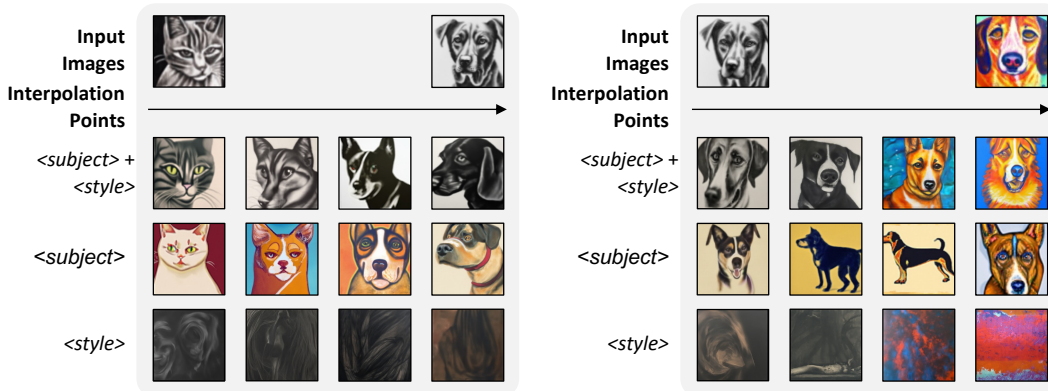 Input
Images
Interpolation
Points
<subject> +
<style>
<subject>
<style>
Input
Images
Interpolation
Points
<subject> +
<style>
<subject>
<style>